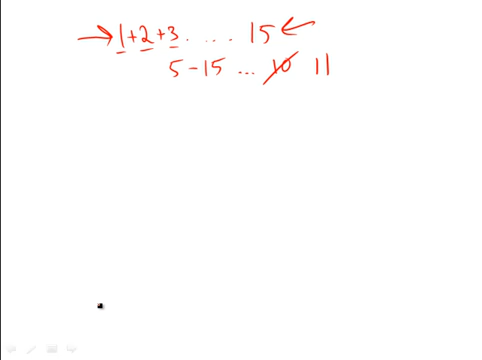 → 1+2+3. . . . . 15 ←
5-15 ... 10 11